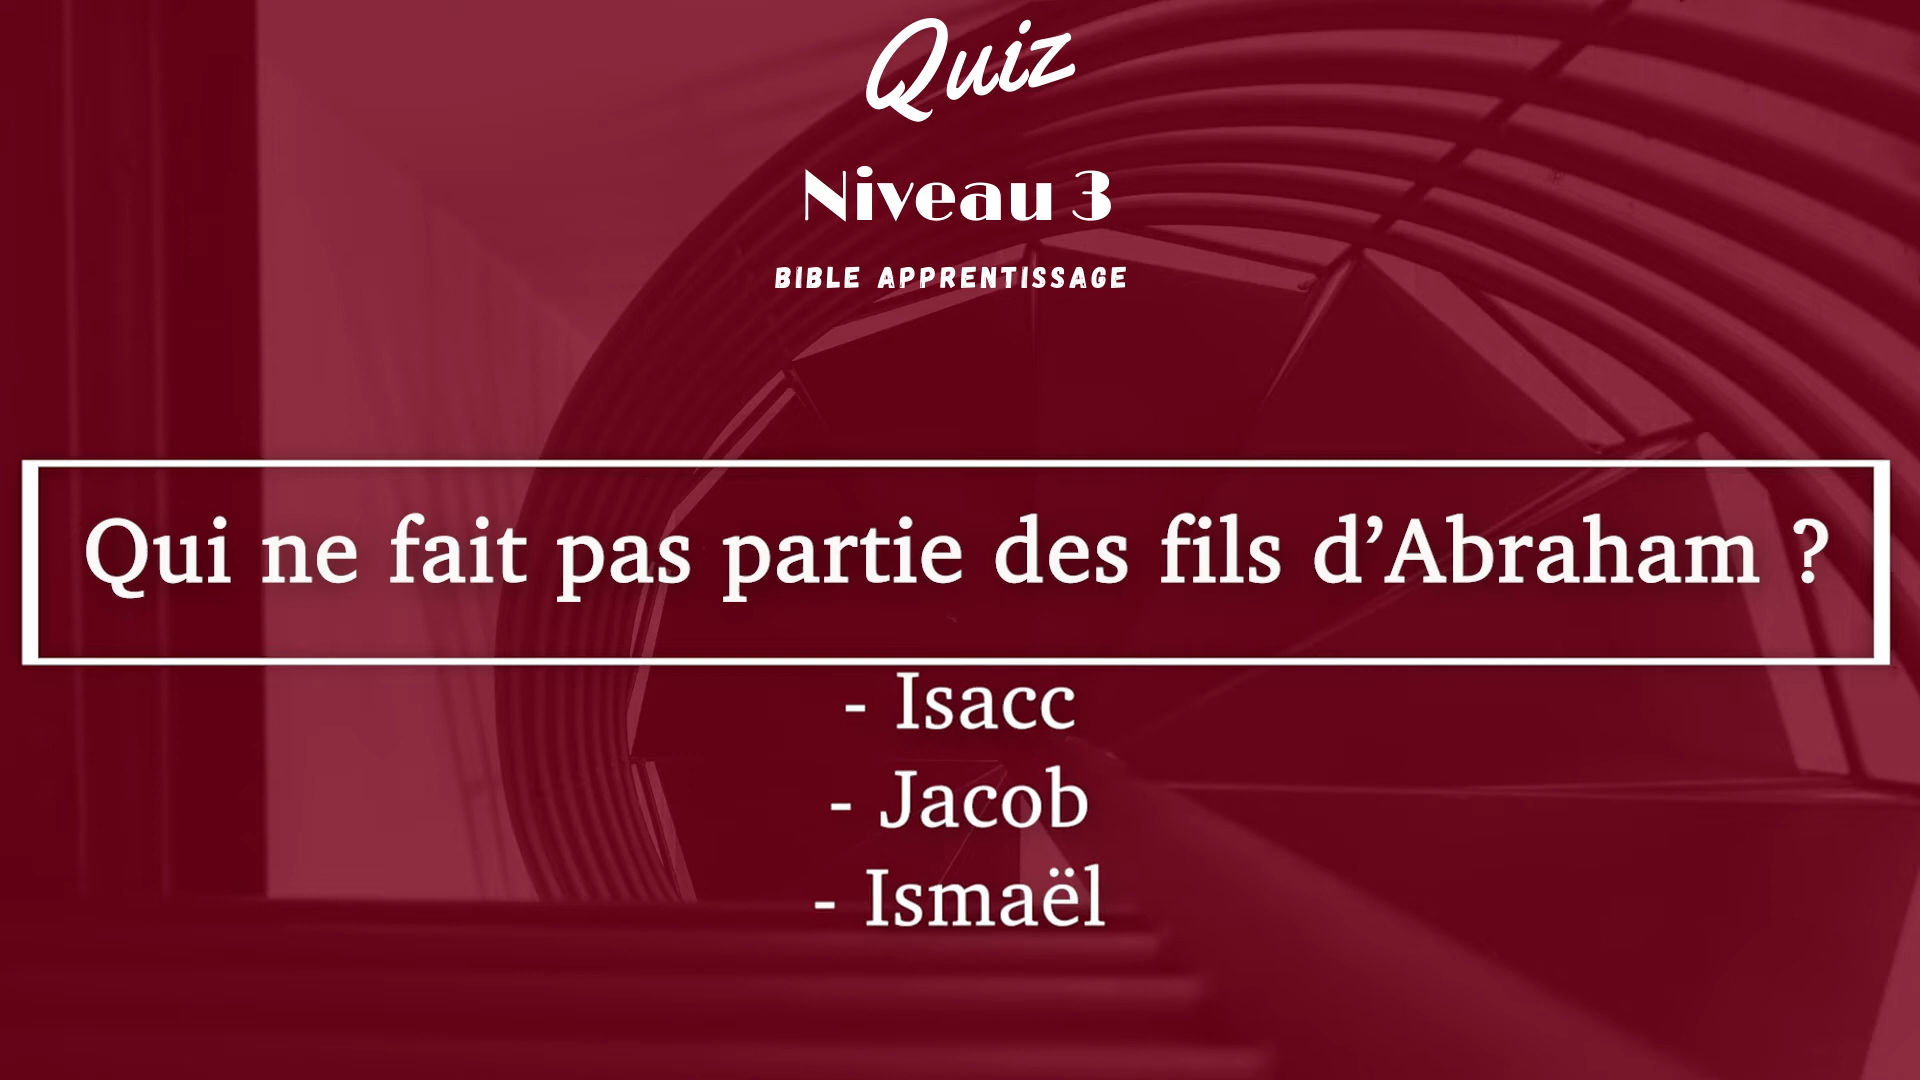 Quiz
Niveau 3
BIBLE APPRENTISSAGE
Qui ne fait pas partie des fils d’Abraham ?
- Isacc
- Jacob
- Ismaël